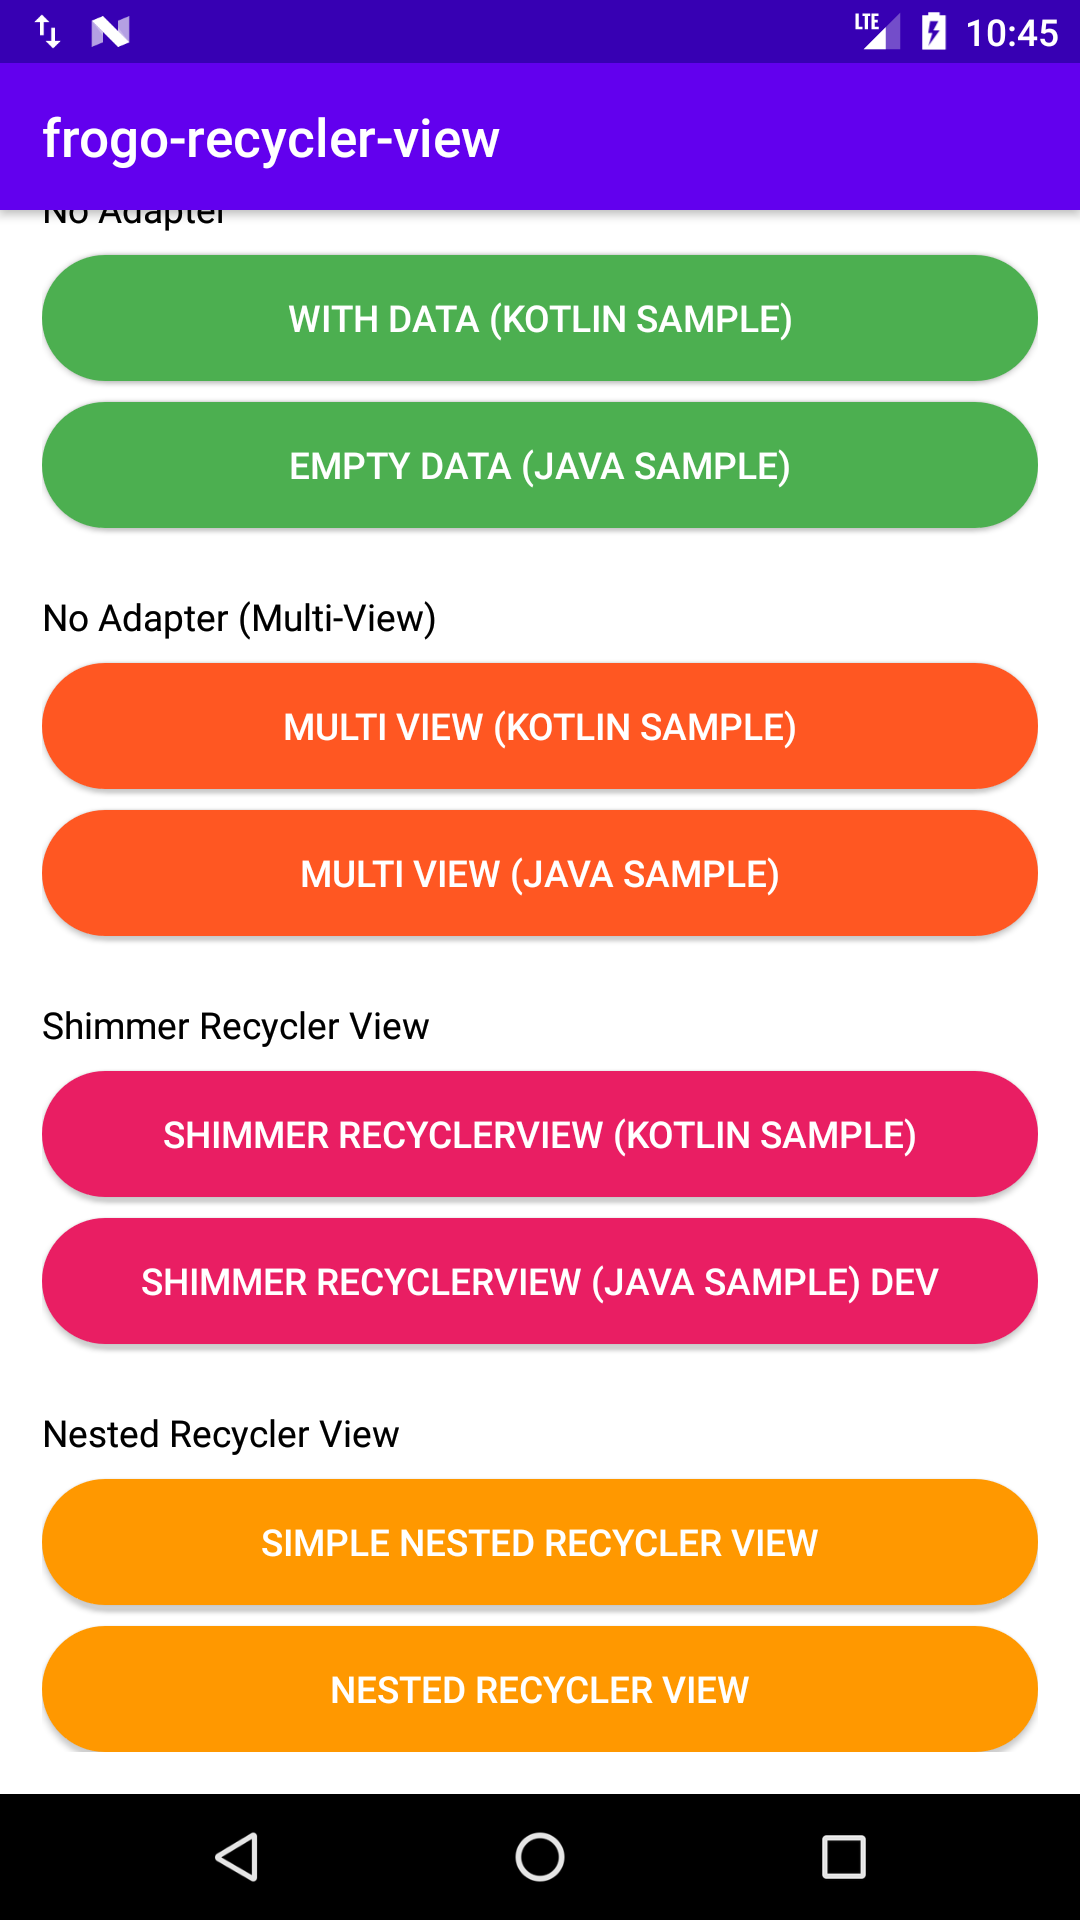 LTE 10:45
frogo-recycler-view
No Adapter
WITH DATA (KOTLIN SAMPLE)
EMPTY DATA (JAVA SAMPLE)
No Adapter (Multi-View)
MULTI VIEW (KOTLIN SAMPLE)
MULTI VIEW (JAVA SAMPLE)
Shimmer Recycler View
SHIMMER RECYCLERVIEW (KOTLIN SAMPLE)
SHIMMER RECYCLERVIEW (JAVA SAMPLE) DEV
Nested Recycler View
SIMPLE NESTED RECYCLER VIEW
NESTED RECYCLER VIEW